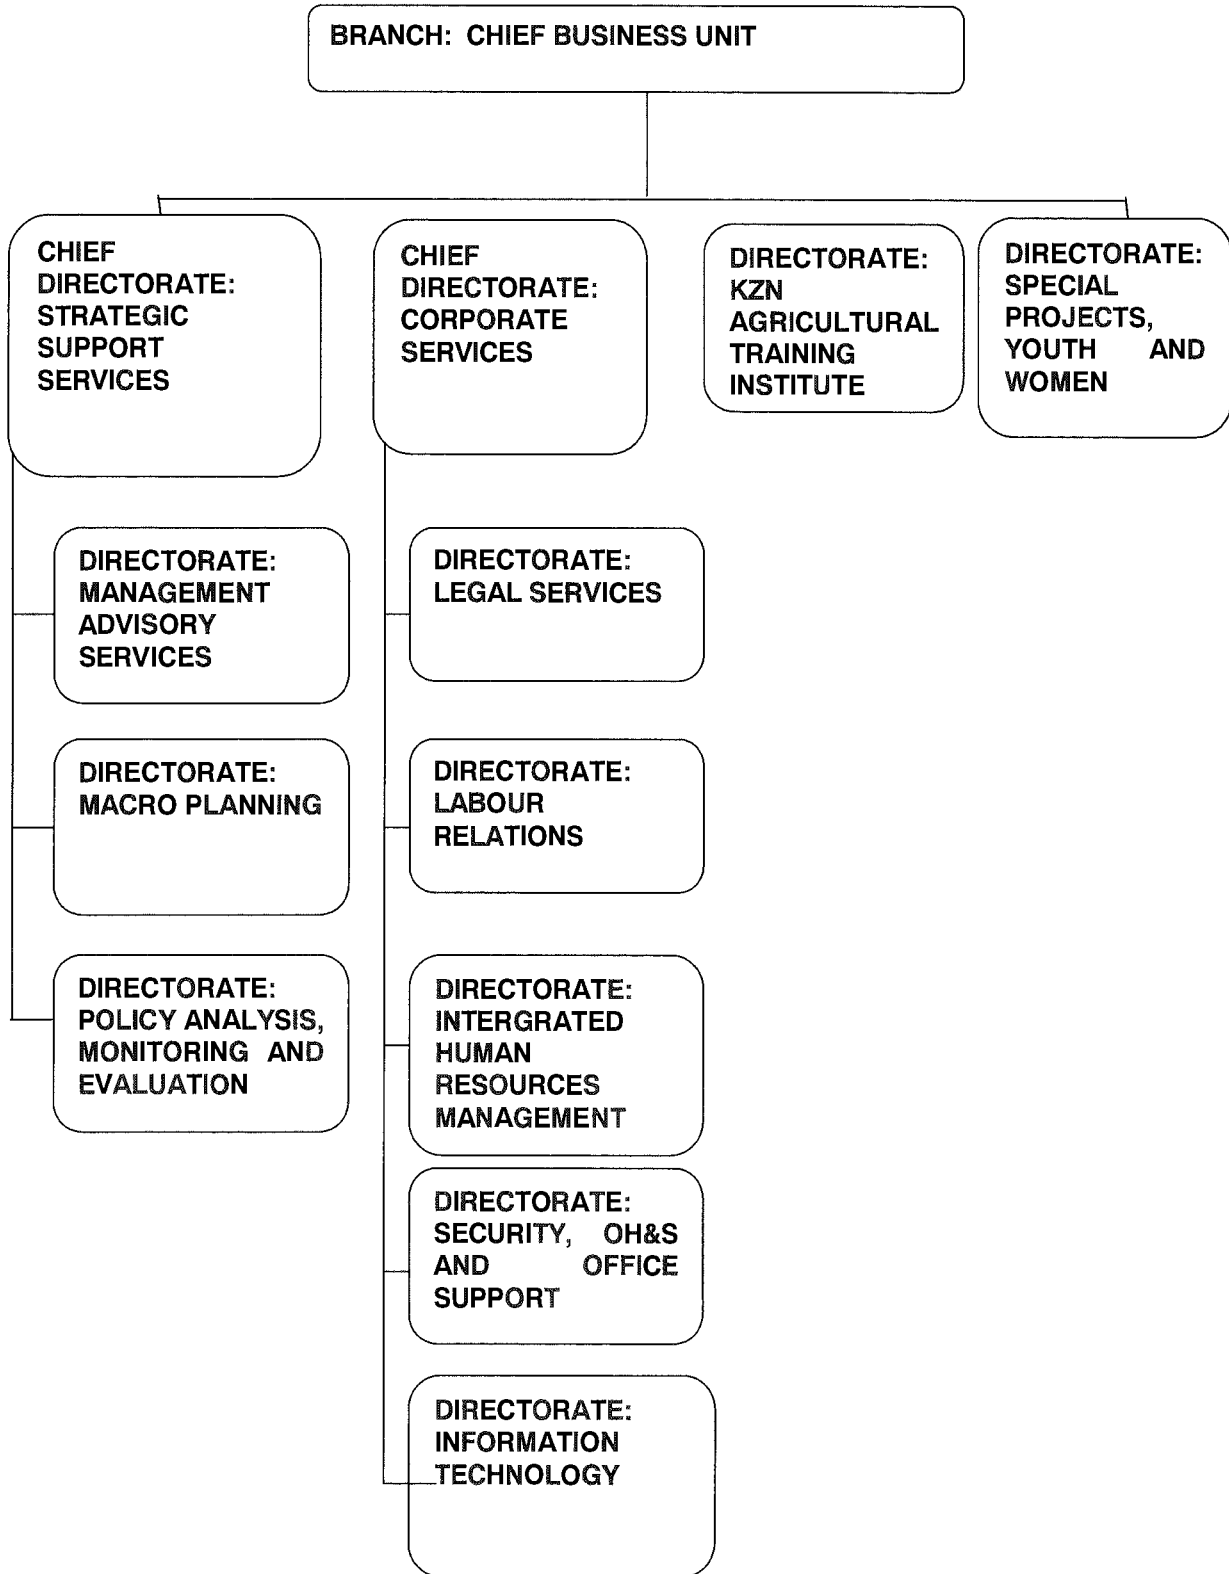 BRANCH: CHIEF BUSINESS UNIT
CHIEF
DIRECTORATE:
STRATEGIC
SUPPORT
SERVICES
CHIEF
DIRECTORATE:
CORPORATE
SERVICES
DIRECTORATE:
KZN
AGRICULTURAL
TRAINING
INSTITUTE
DIRECTORATE:
SPECIAL
PROJECTS,
YOUTH AND
WOMEN
DIRECTORATE:
MANAGEMENT
ADVISORY
SERVICES
DIRECTORATE:
MACRO PLANNING
DIRECTORATE:
POLICY ANALYSIS,
MONITORING AND
EVALUATION
DIRECTORATE:
LEGAL SERVICES
DIRECTORATE:
LABOUR
RELATIONS
DIRECTORATE:
INTERGRATED
HUMAN
RESOURCES
MANAGEMENT
DIRECTORATE:
SECURITY, OH&S
AND OFFICE
SUPPORT
DIRECTORATE:
INFORMATION
TECHNOLOGY